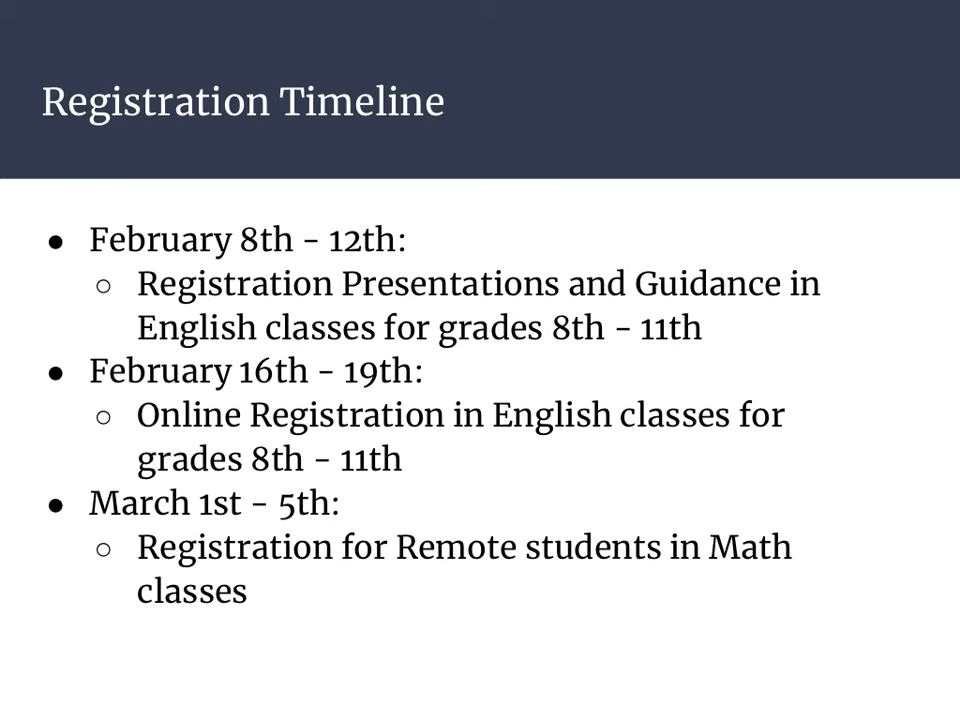 Registration Timeline
● February 8th - 12th:
○ Registration Presentations and Guidance in
English classes for grades 8th - 11th
● February 16th - 19th:
○ Online Registration in English classes for
grades 8th - 11th
● March 1st - 5th:
○ Registration for Remote students in Math
classes